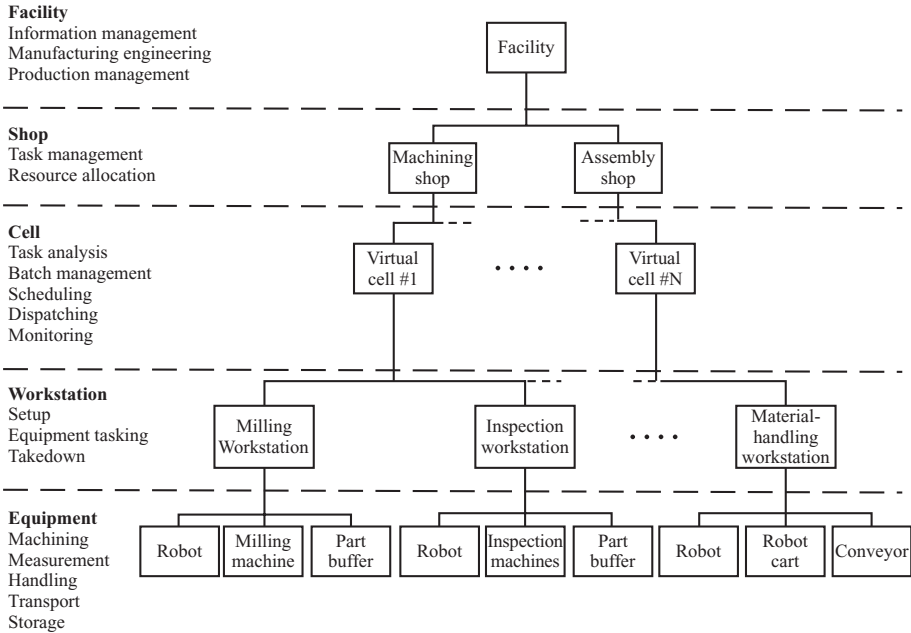 Facility
Information management
Manufacturing engineering
Production management
Facility
Shop
Task management
Resource allocation
Machining
shop
Assembly
shop
Cell
Task analysis
Batch management
Scheduling
Dispatching
Monitoring
Virtual
cell #1
Virtual
cell #N
Workstation
Setup
Equipment tasking
Takedown
Milling
Workstation
Inspection
workstation
Material-
handling
workstation
Equipment
Machining
Measurement
Handling
Transport
Storage
Robot
Milling
machine
Part
buffer
Robot
Inspection
machines
Part
buffer
Robot
Robot
cart
Conveyor